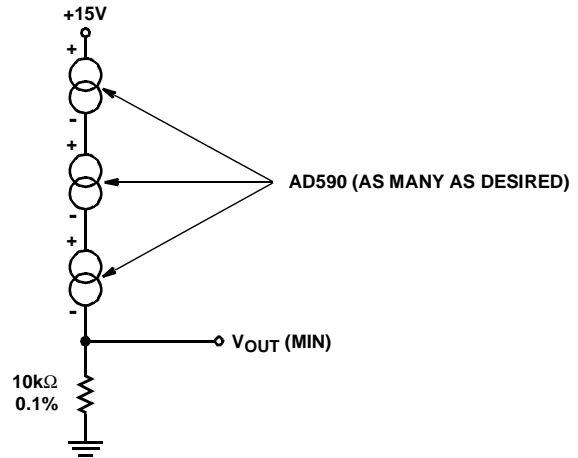 +15V
+
-
+
-
+
-
AD590 (AS MANY AS DESIRED)
VOUT (MIN)
10kΩ
0.1%